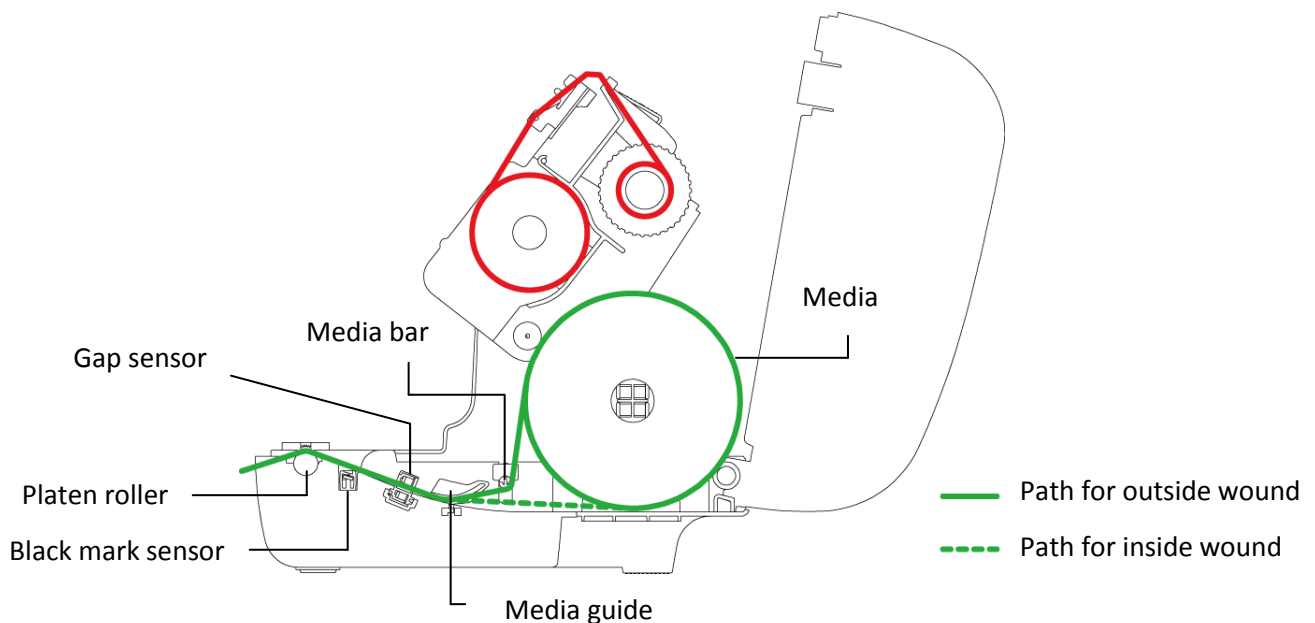 Media
Media bar
Gap sensor
Platen roller
Path for outside wound
Black mark sensor
Path for inside wound
Media guide